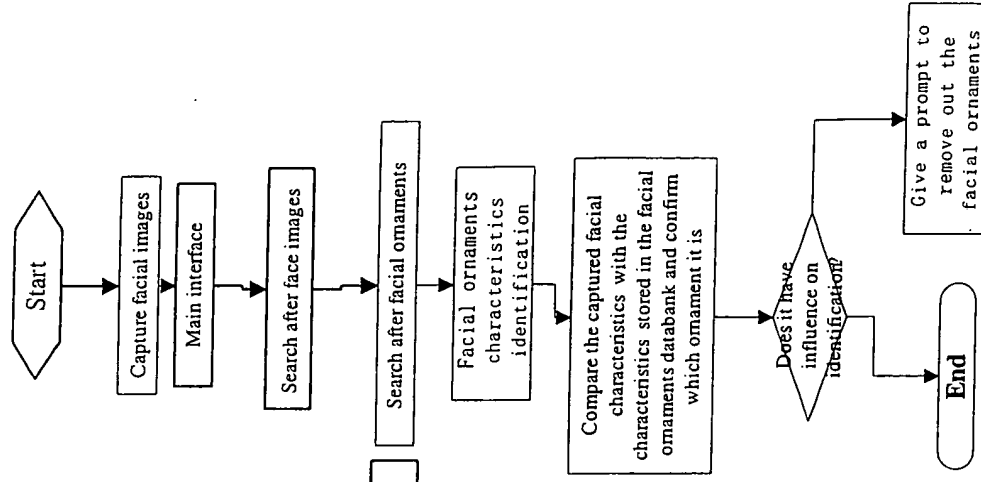 Start
Capture facial images
Main interface
Search after face images
Search after facial ornaments
Facial ornaments
characteristics
identification
Compare the captured facial
characteristics with the
characteristics stored in the facial
ornaments databank and confirm
which ornament it is
Does it have
influence on
identification?
Give a prompt to
remove out the
facial ornaments
End